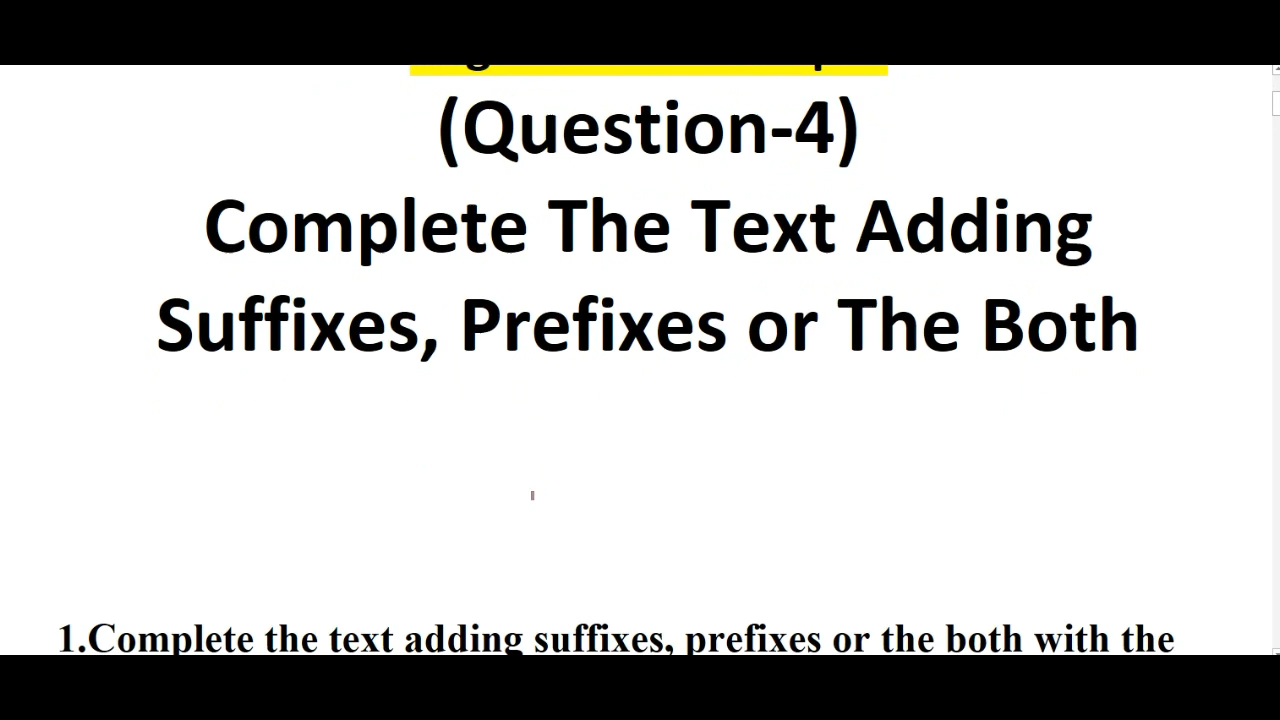 (Question-4)
Complete The Text Adding
Suffixes, Prefixes or The Both
1.Complete the text adding suffixes, prefixes or the both with the